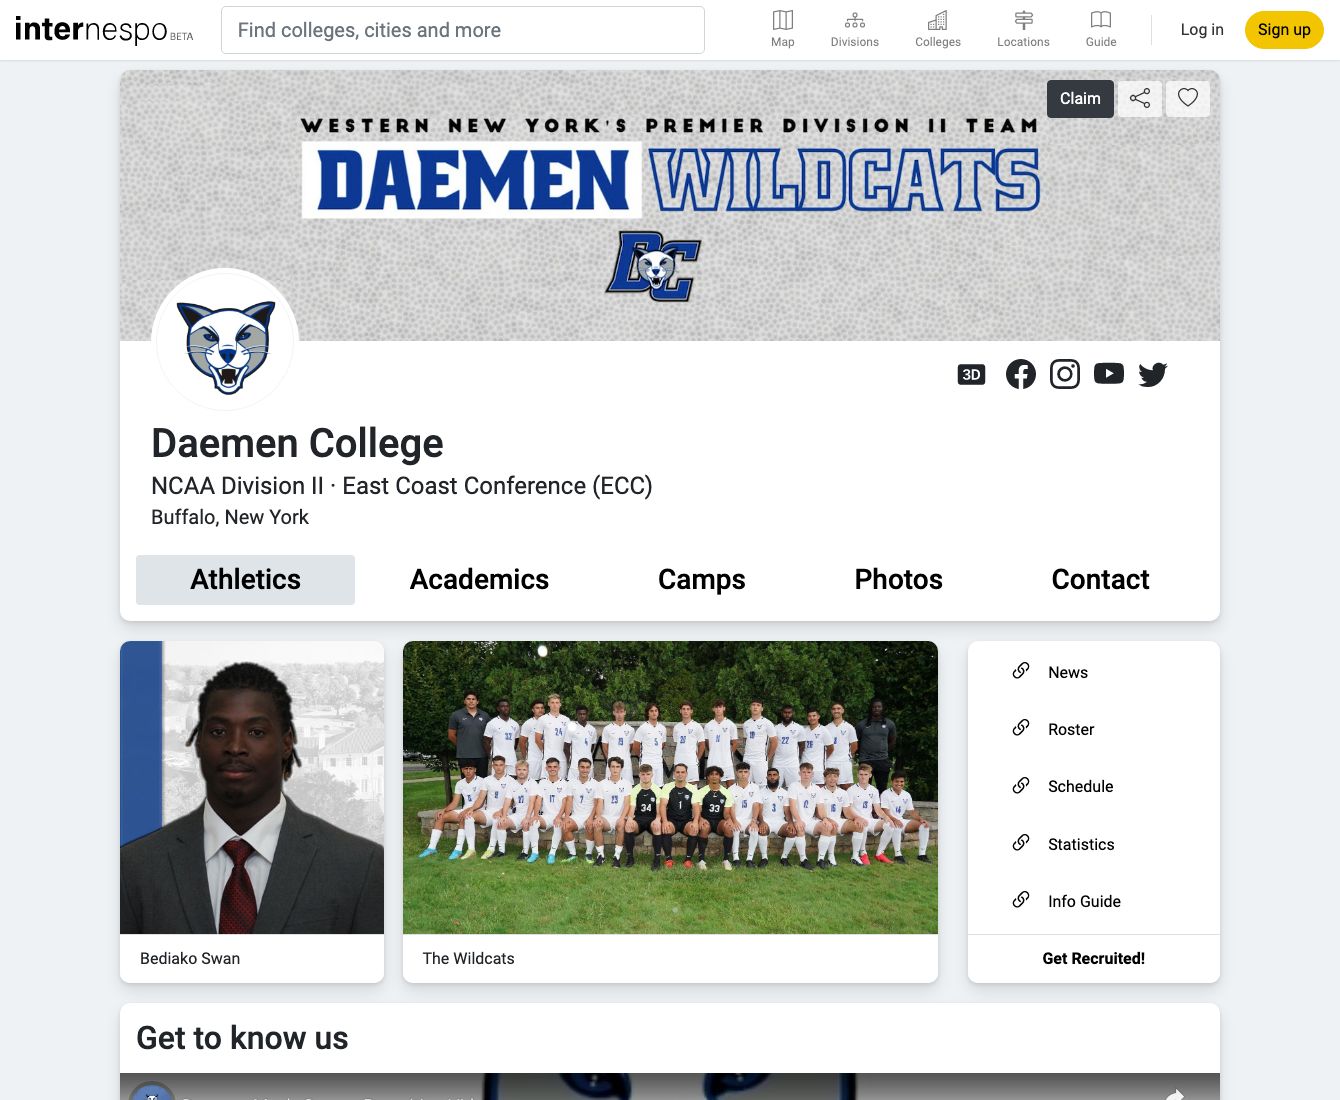 internespo BETA
Find colleges, cities and more
Map
Divisions
Colleges
Locations
Guide
Log in
Sign up
Claim
WESTERN NEW YORK'S PREMIER DIVISION II TEAM
DAEMEN WILDCATS
DC
3D
Daemen College
NCAA Division II · East Coast Conference (ECC)
Buffalo, New York
Athletics
Academics
Camps
Photos
Contact
News
Roster
Schedule
Statistics
Info Guide
34
1
33
Bediako Swan
The Wildcats
Get Recruited!
Get to know us